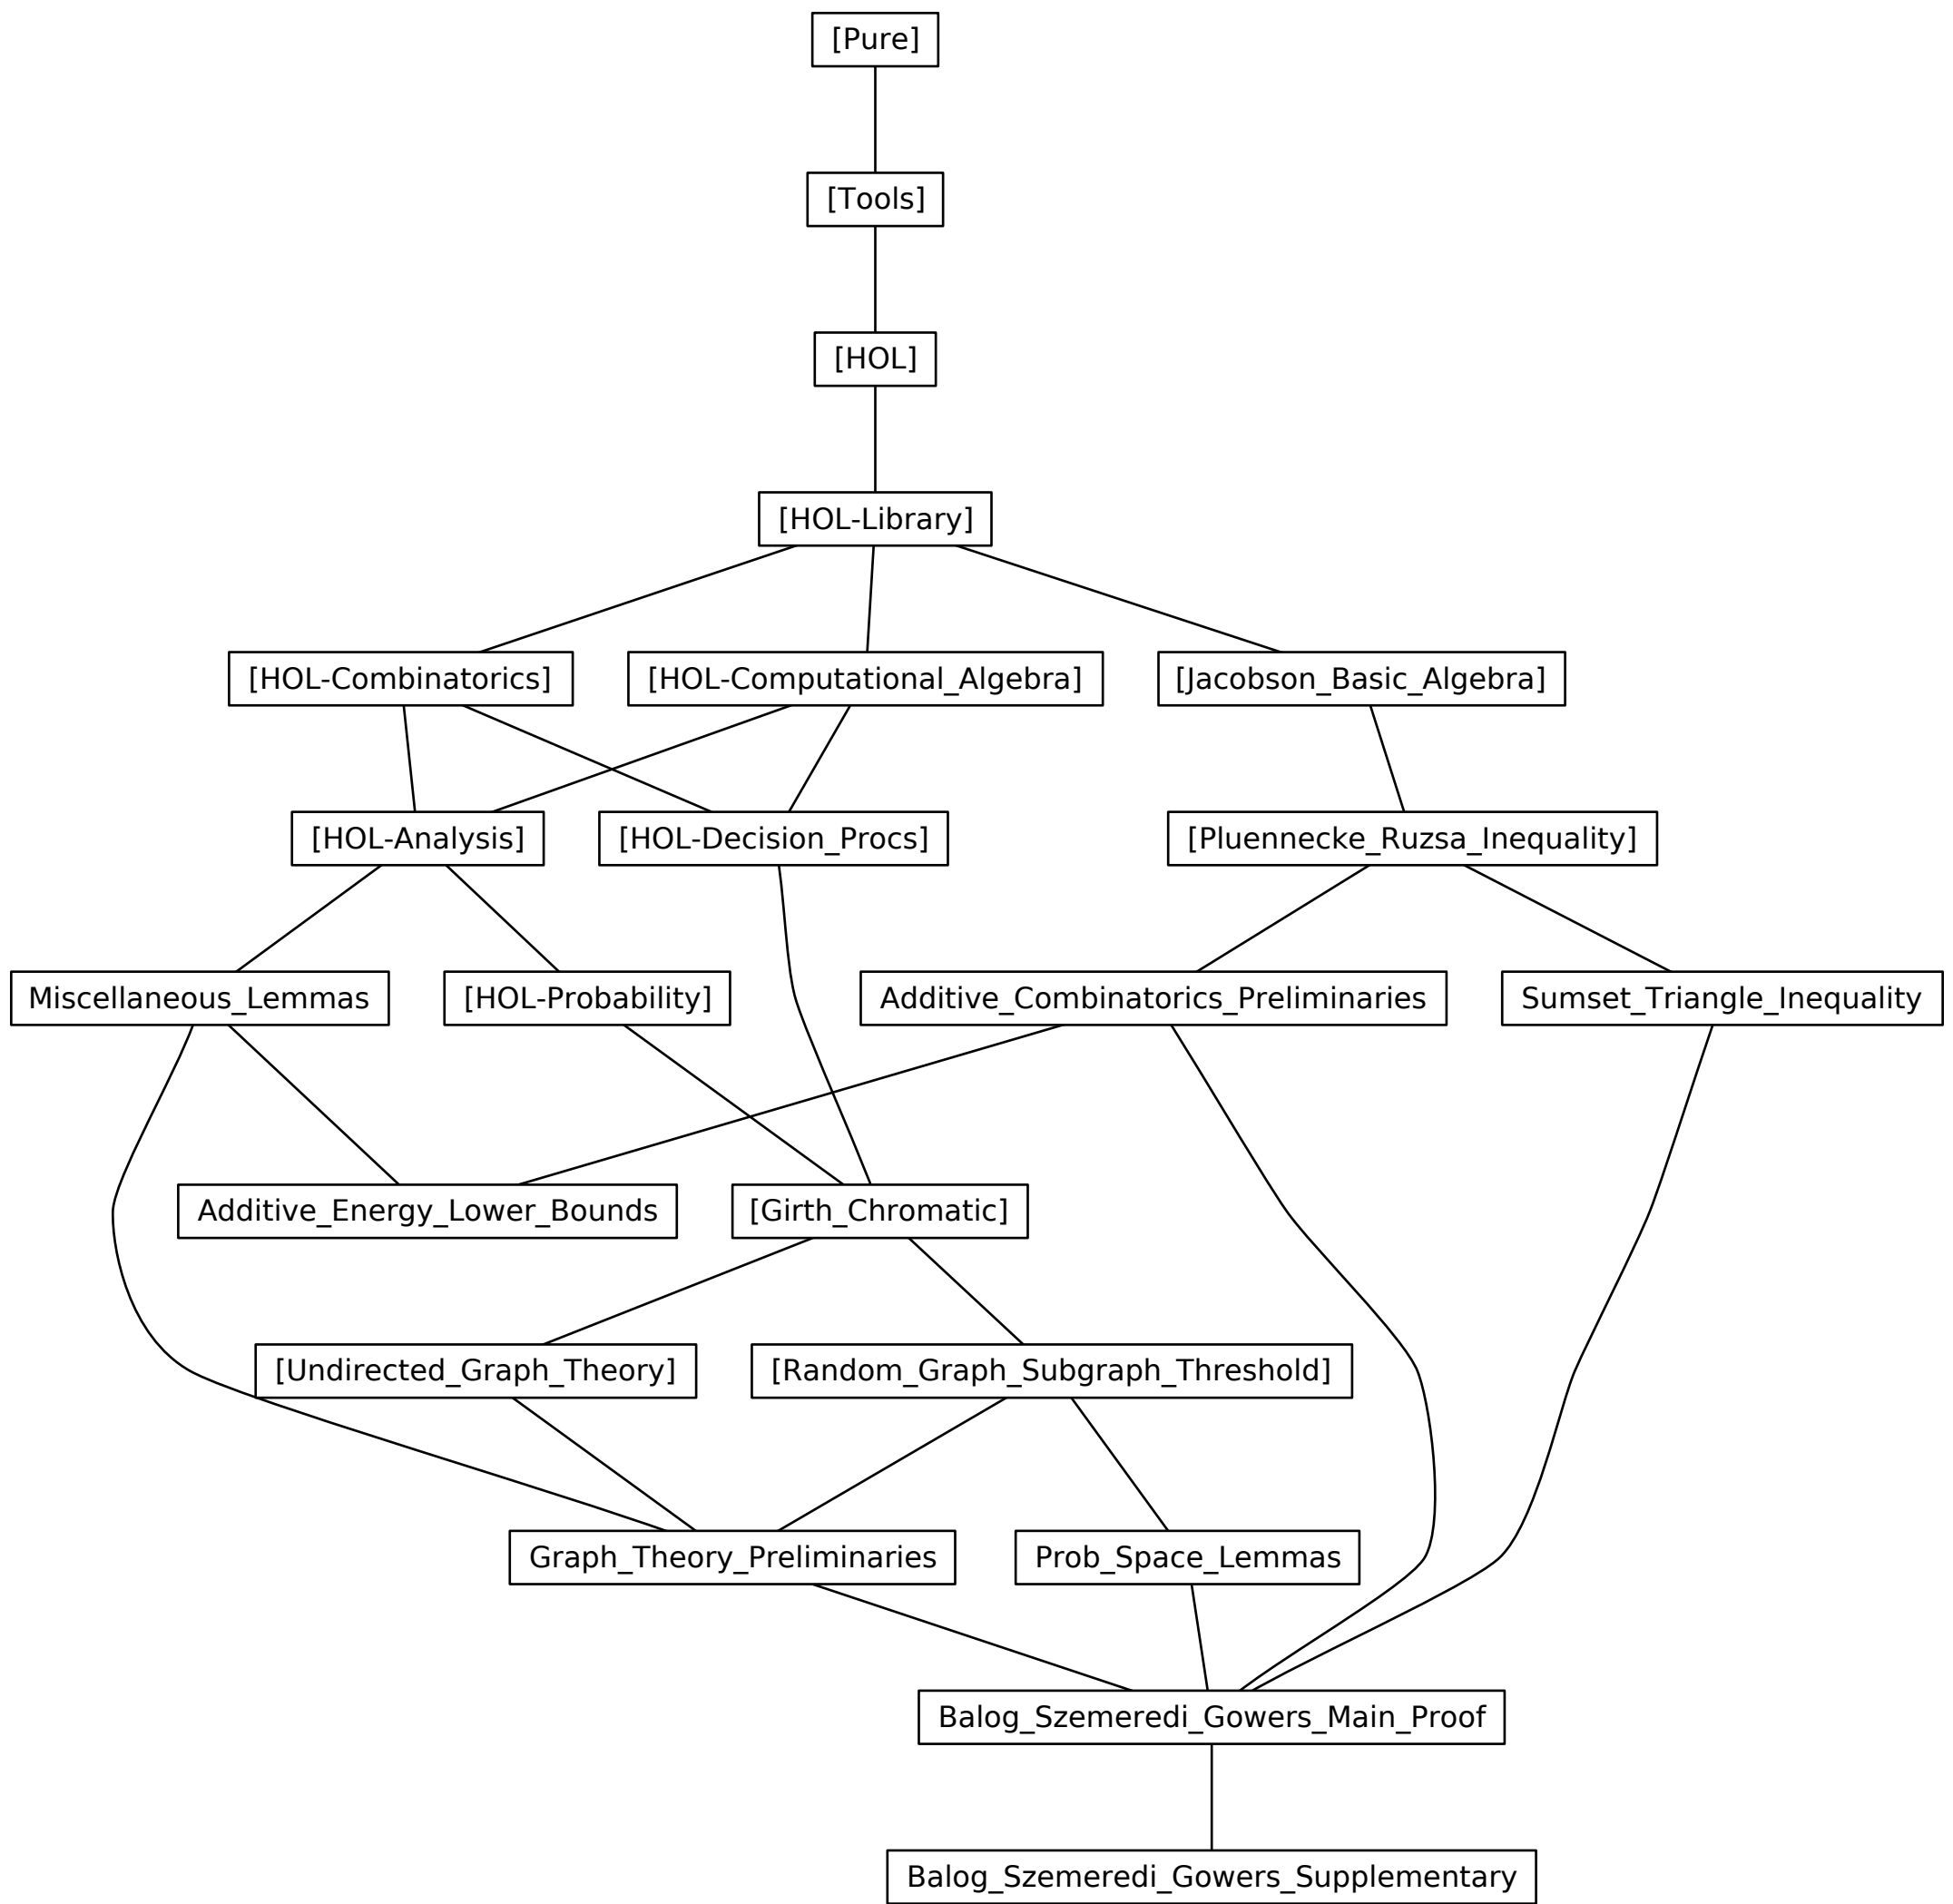 [Pure]
[Tools]
[HOL]
[HOL-Library]
[HOL-Combinatorics]
[HOL-Computational_Algebra]
[Jacobson_Basic_Algebra]
[HOL-Analysis]
[HOL-Decision_Procs]
[Pluennecke_Ruzsa_Inequality]
Miscellaneous_Lemmas
[HOL-Probability]
Additive_Combinatorics_Preliminaries
Sumset_Triangle_Inequality
Additive_Energy_Lower_Bounds
[Girth_Chromatic]
[Undirected_Graph_Theory]
[Random_Graph_Subgraph_Threshold]
Graph_Theory_Preliminaries
Prob_Space_Lemmas
Balog_Szemeredi_Gowers_Main_Proof
Balog_Szemeredi_Gowers_Supplementary